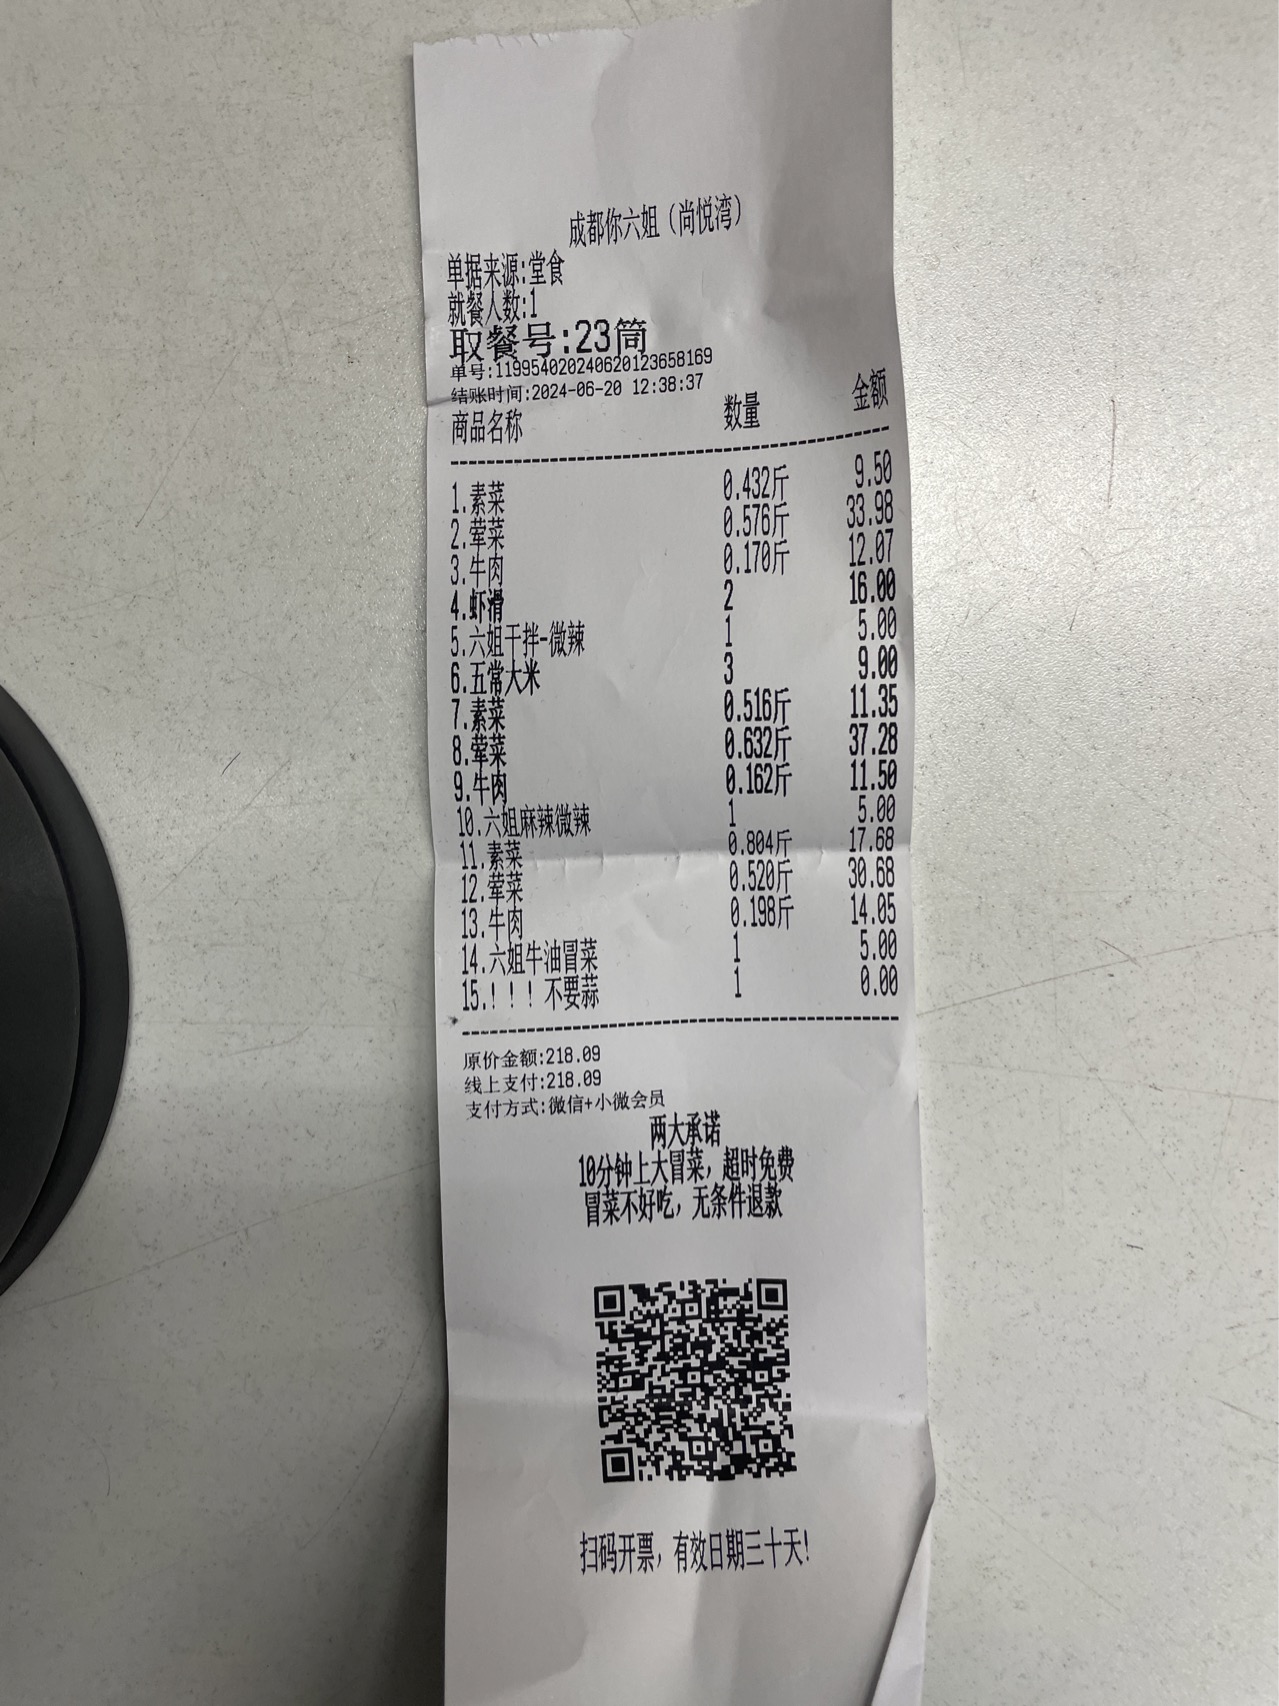 成都你六姐（尚悦湾）
单据来源:堂食
就餐人数:1
取餐号:23筒
单号:119954020240620123658169
结账时间:2024-06-20 12:38:37
商品名称 数量 金额
1.素菜 0.432斤 9.50
2.荤菜 0.576斤 33.98
3.牛肉 0.170斤 12.07
4.虾滑 2 16.00
5.六姐干拌-微辣 1 5.00
6.五常大米 3 9.00
7.素菜 0.516斤 11.35
8.荤菜 0.632斤 37.28
9.牛肉 0.162斤 11.50
10.六姐麻辣微辣 1 5.00
11.素菜 0.804斤 17.68
12.荤菜 0.520斤 30.68
13.牛肉 0.198斤 14.05
14.六姐牛油冒菜 1 5.00
15.！！！不要蒜 1 0.00
原价金额:218.09
线上支付:218.09
支付方式:微信+小微会员
两大承诺
10分钟上大冒菜，超时免费
冒菜不好吃，无条件退款
扫码开票，有效日期三十天!